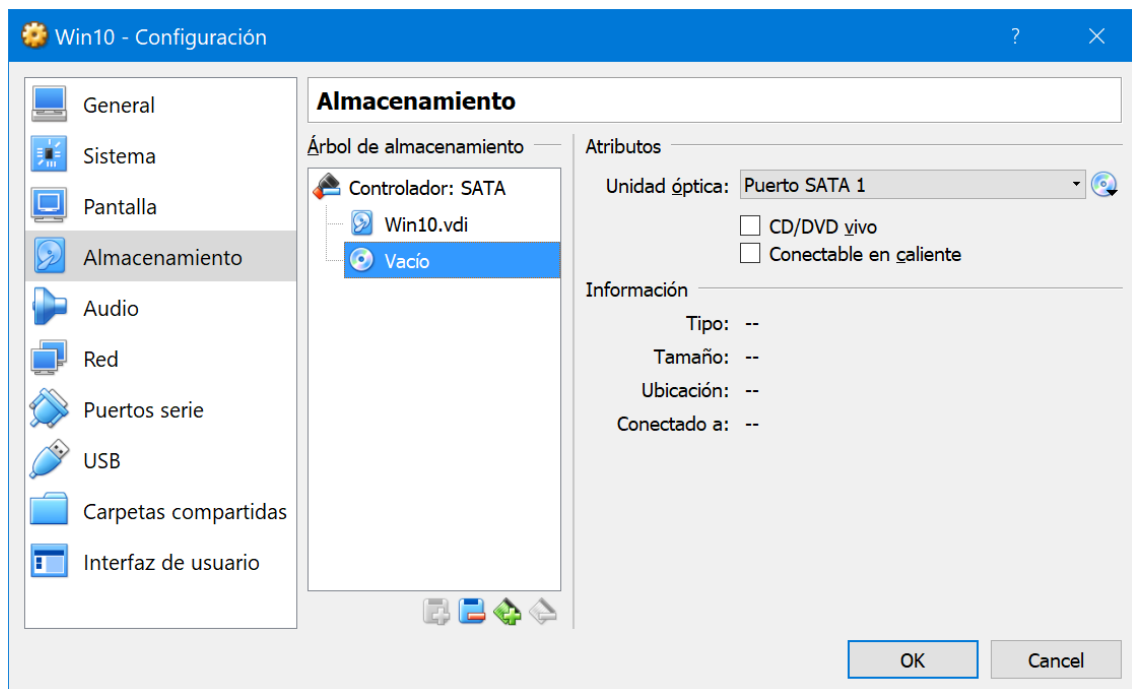 Win10 - Configuración
?
General
Sistema
Pantalla
Almacenamiento
Audio
Red
Puertos serie
USB
Carpetas compartidas
Interfaz de usuario
Almacenamiento
Árbol de almacenamiento
Controlador: SATA
Win10.vdi
Vacío
Atributos
Unidad óptica: Puerto SATA 1
CD/DVD vivo
Conectable en caliente
Información
Tipo: --
Tamaño: --
Ubicación: --
Conectado a: --
OK
Cancel